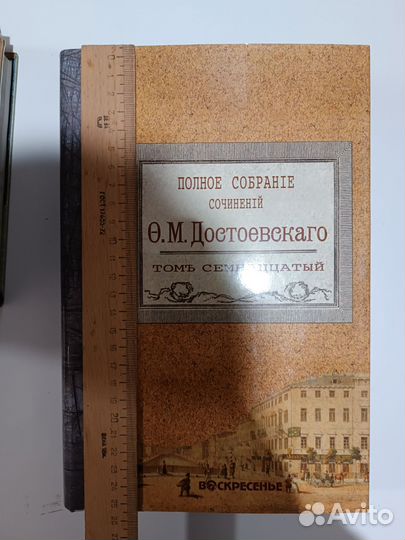 ПОЛНОЕ СОБРАНІЕ
СОЧИНЕНІЙ
Ѳ.М.Достоевскаго
ТОМЪ СЕМНАДЦАТЫЙ
ВОСКРЕСЕНЬЕ
Avito